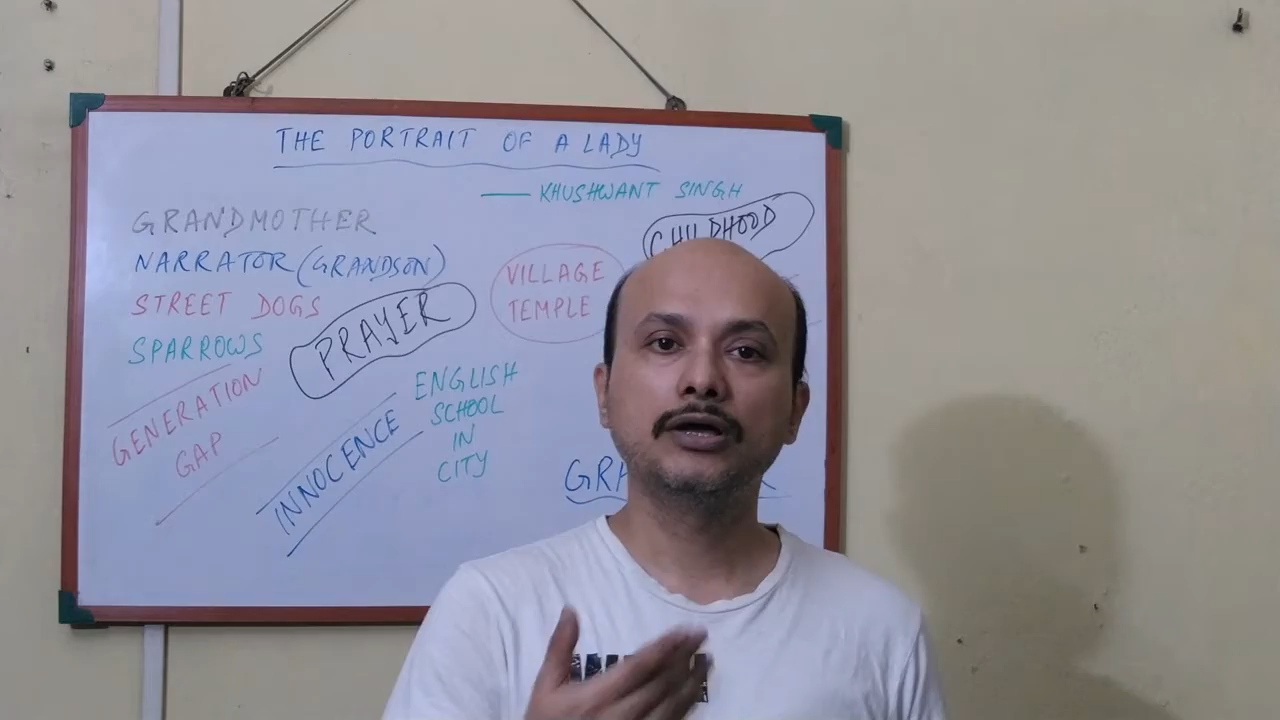 THE PORTRAIT OF A LADY
— KHUSHWANT SINGH
GRANDMOTHER
CHILDHOOD
NARRATOR (GRANDSON)
VILLAGE
TEMPLE
STREET DOGS
PRAYER
SPARROWS
GENERATION
GAP
INNOCENCE
ENGLISH
SCHOOL
IN
CITY